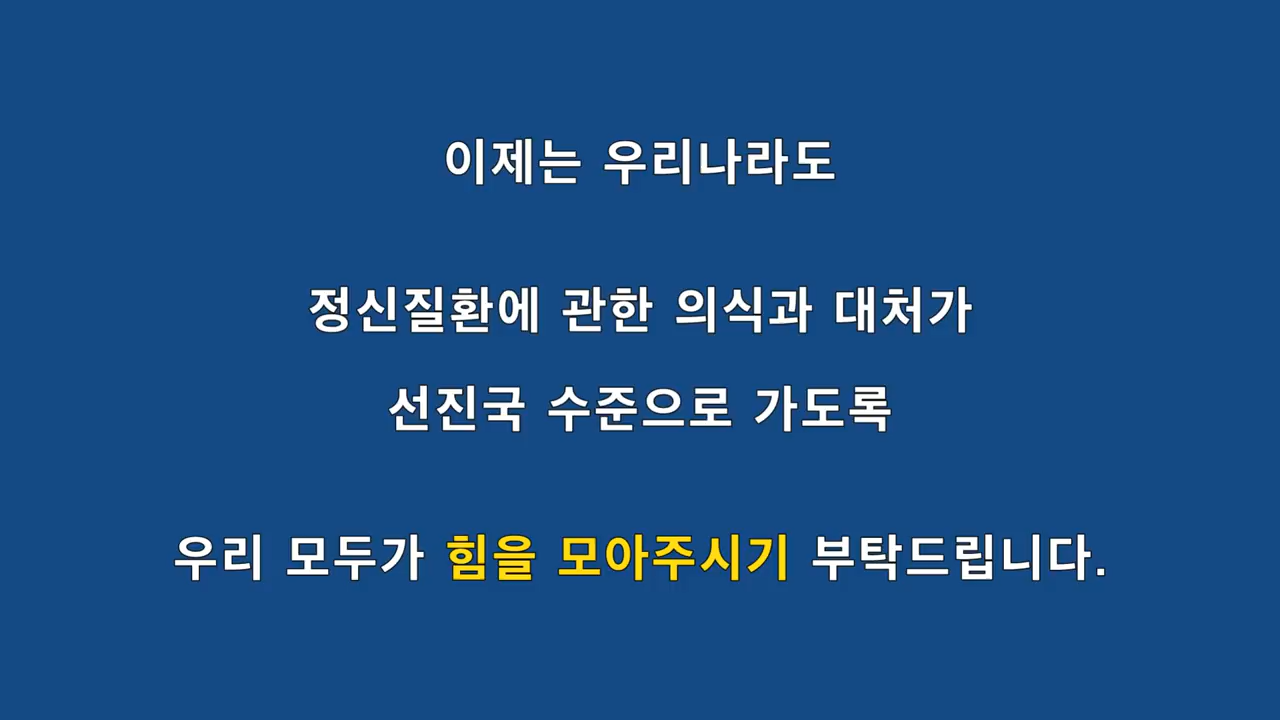 이제는 우리나라도
정신질환에 관한 의식과 대처가
선진국 수준으로 가도록
우리 모두가 힘을 모아주시기 부탁드립니다.